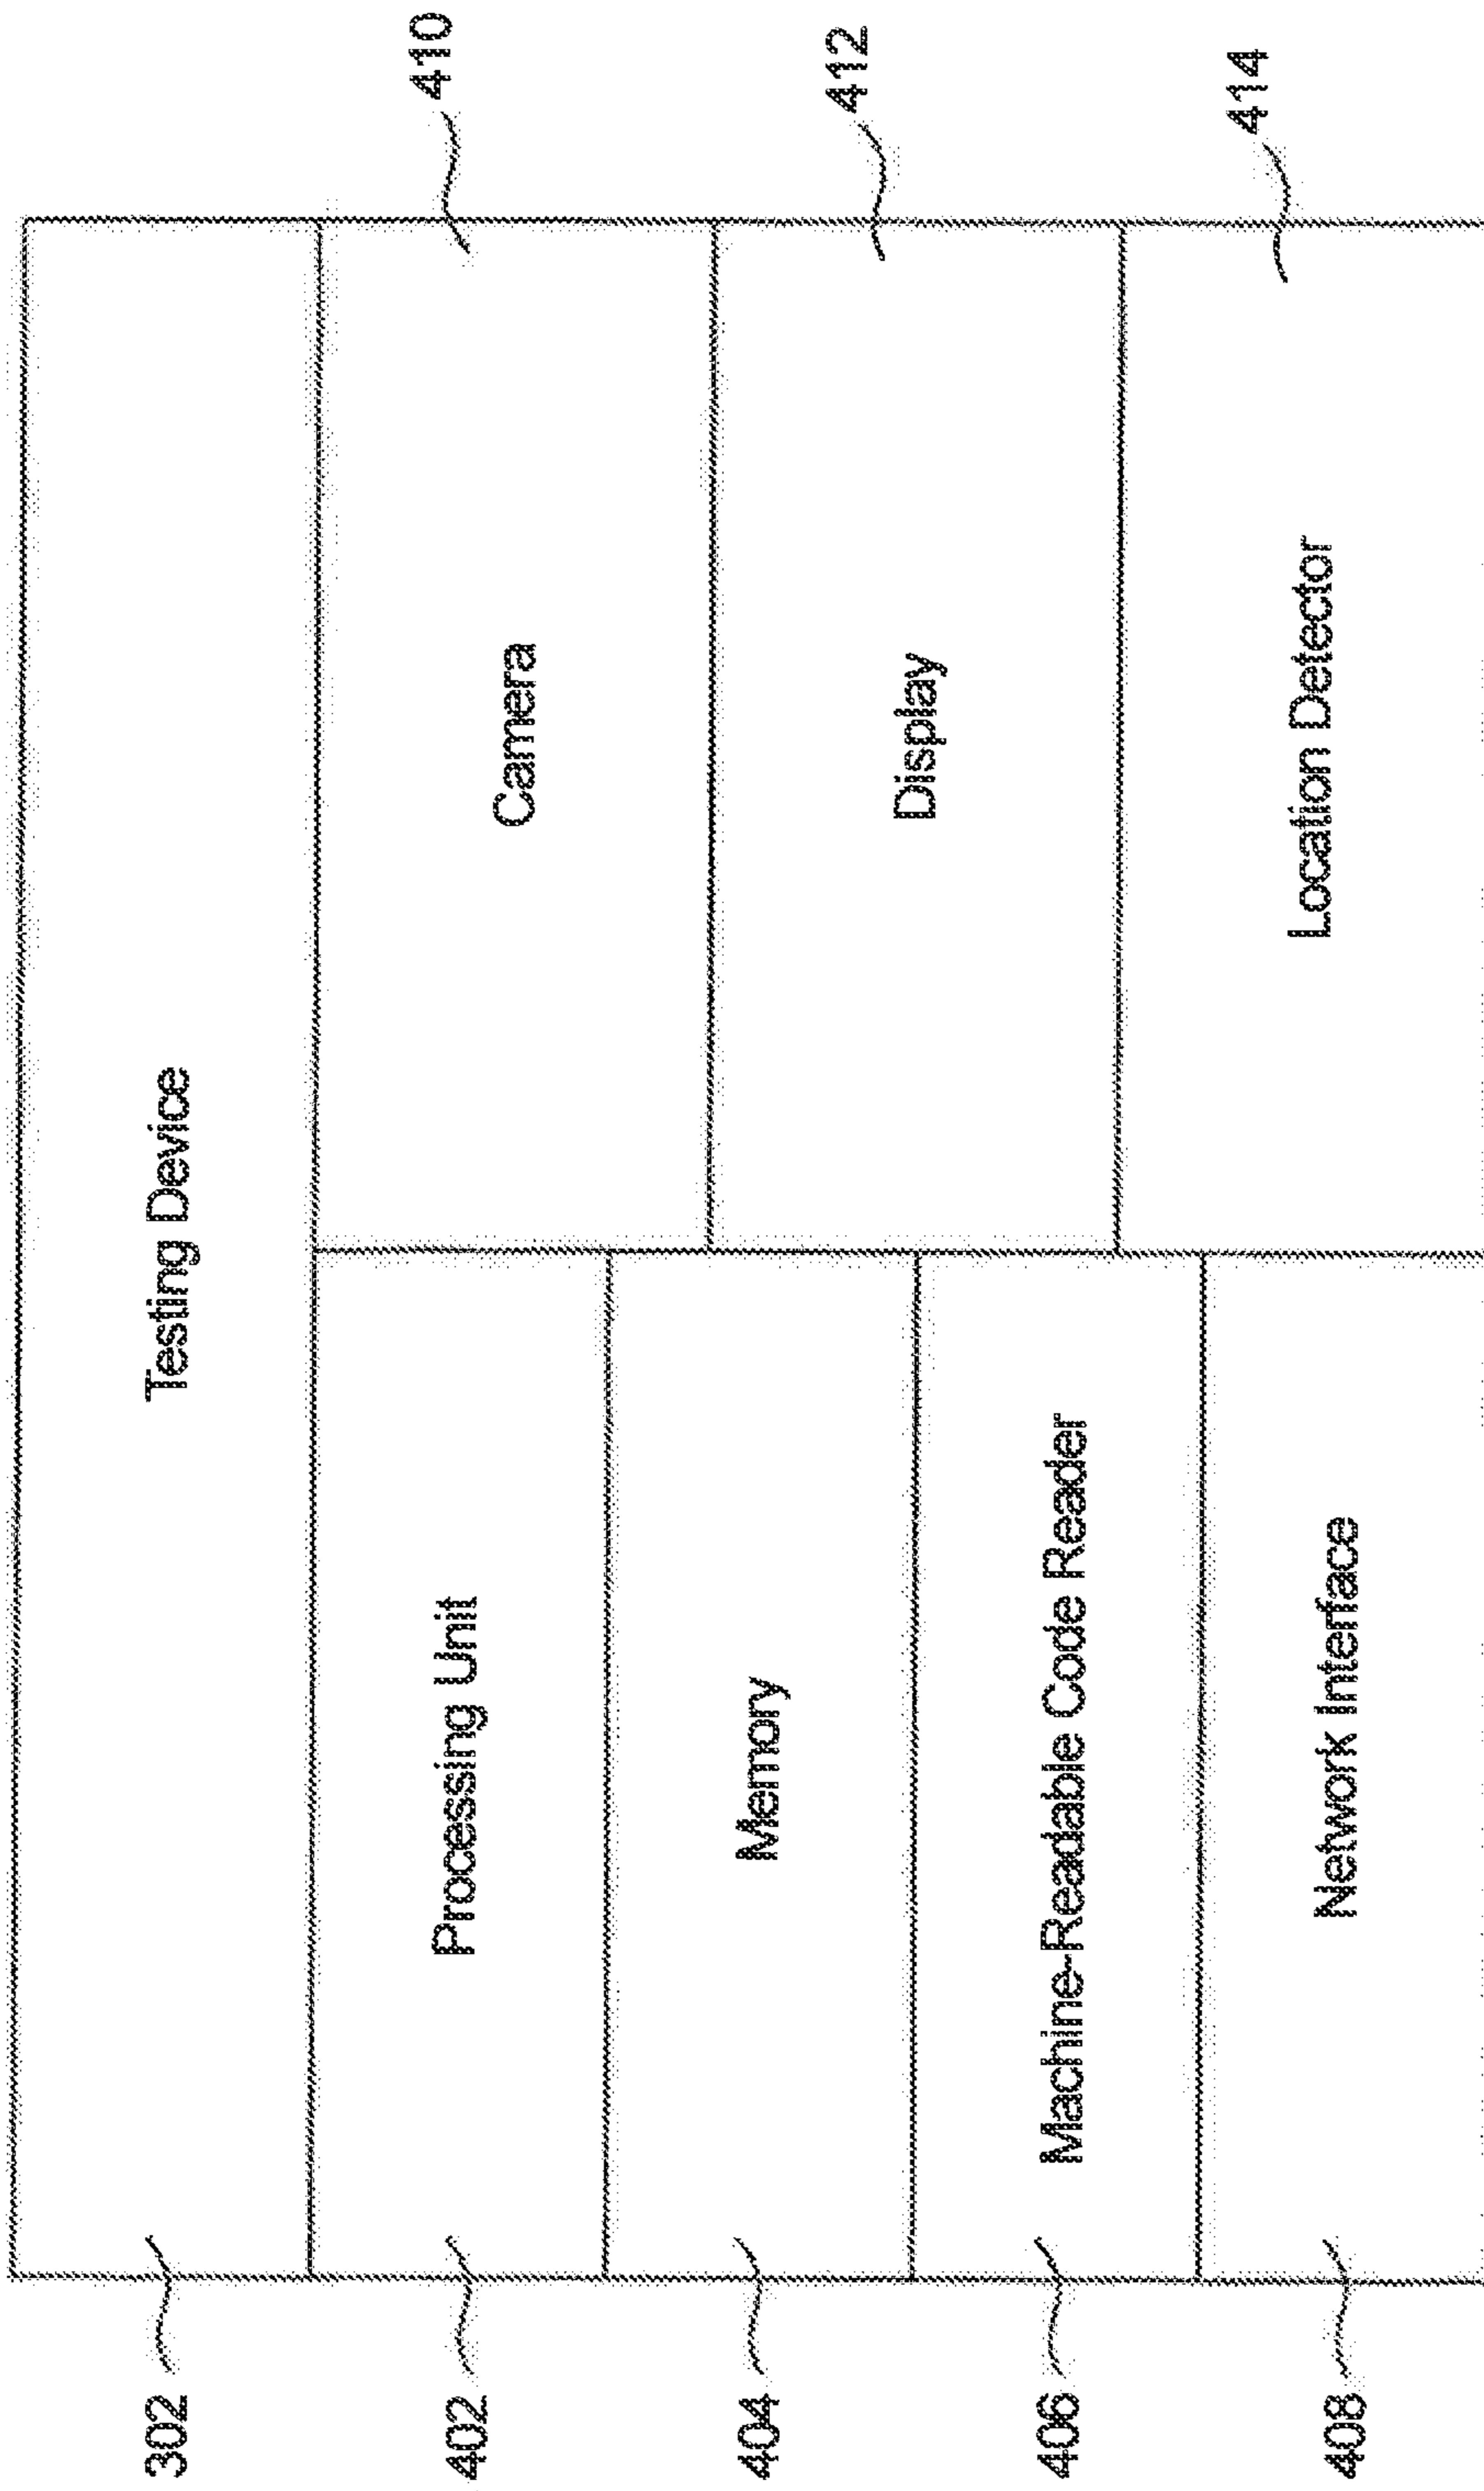 302
Testing Device
402
Processing Unit
404
Memory
406
Machine-Readable Code Reader
408
Network Interface
Camera
410
Display
412
Location Detector
414